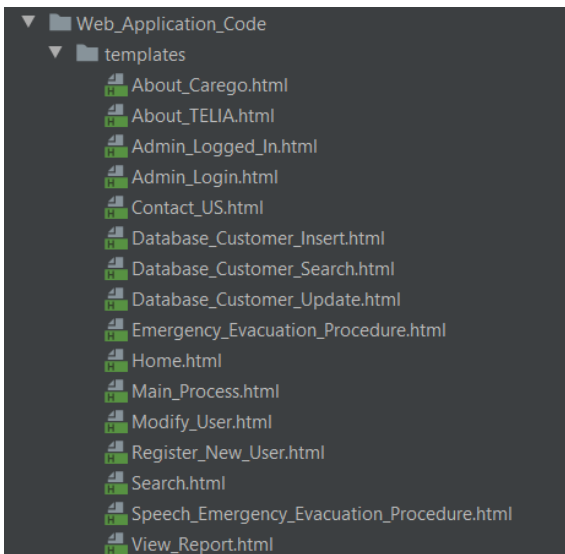 Web_Application_Code
templates
About_Carego.html
About_TELIA.html
Admin_Logged_In.html
Admin_Login.html
Contact_US.html
Database_Customer_Insert.html
Database_Customer_Search.html
Database_Customer_Update.html
Emergency_Evacuation_Procedure.html
Home.html
Main_Process.html
Modify_User.html
Register_New_User.html
Search.html
Speech_Emergency_Evacuation_Procedure.html
View_Report.html